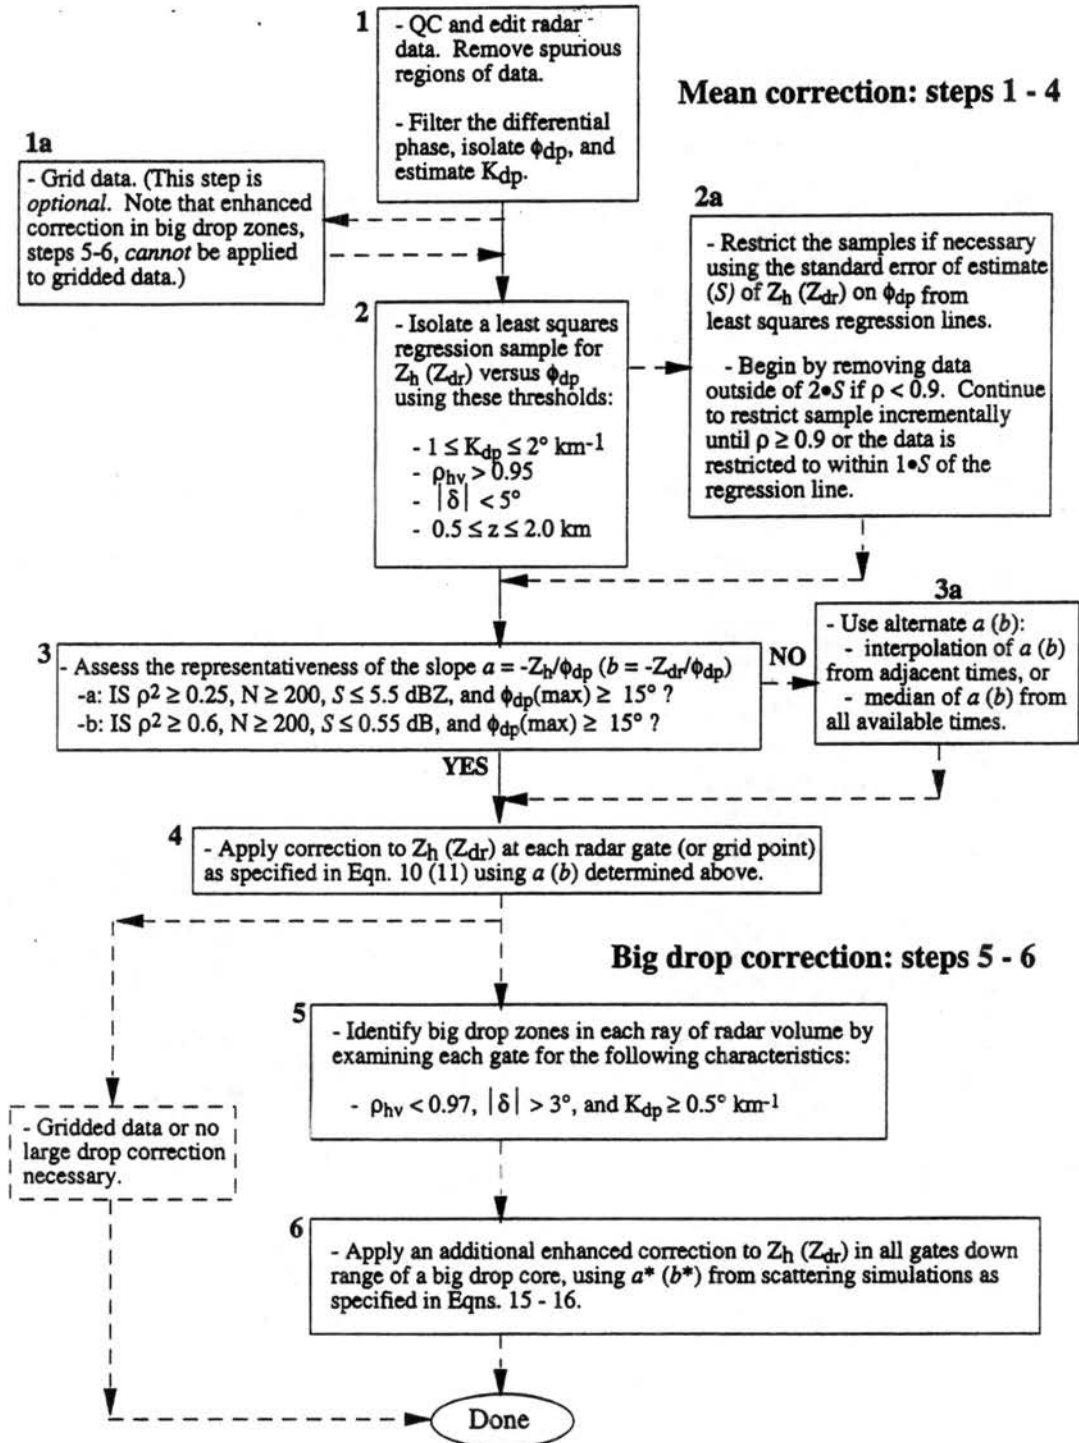 1
- QC and edit radar
data. Remove spurious
regions of data.
- Filter the differential
phase, isolate ϕdp, and
estimate Kdp.
Mean correction: steps 1 - 4
1a
- Grid data. (This step is
optional. Note that enhanced
correction in big drop zones,
steps 5-6, cannot be applied
to gridded data.)
2
- Isolate a least squares
regression sample for
Zh (Zdr) versus ϕdp
using these thresholds:
- 1 ≤ Kdp ≤ 2° km-1
- ρhv > 0.95
- |δ| < 5°
- 0.5 ≤ z ≤ 2.0 km
2a
- Restrict the samples if necessary
using the standard error of estimate
(S) of Zh (Zdr) on ϕdp from
least squares regression lines.
- Begin by removing data
outside of 2•S if ρ < 0.9. Continue
to restrict sample incrementally
until ρ ≥ 0.9 or the data is
restricted to within 1•S of the
regression line.
3
- Assess the representativeness of the slope a = -Zh/ϕdp (b = -Zdr/ϕdp)
-a: IS ρ2 ≥ 0.25, N ≥ 200, S ≤ 5.5 dBZ, and ϕdp(max) ≥ 15° ?
-b: IS ρ2 ≥ 0.6, N ≥ 200, S ≤ 0.55 dB, and ϕdp(max) ≥ 15° ?
NO
3a
- Use alternate a (b):
- interpolation of a (b)
from adjacent times, or
- median of a (b) from
all available times.
YES
4
- Apply correction to Zh (Zdr) at each radar gate (or grid point)
as specified in Eqn. 10 (11) using a (b) determined above.
Big drop correction: steps 5 - 6
5
- Identify big drop zones in each ray of radar volume by
examining each gate for the following characteristics:
- ρhv < 0.97, |δ| > 3°, and Kdp ≥ 0.5° km-1
- Gridded data or no
large drop correction
necessary.
6
- Apply an additional enhanced correction to Zh (Zdr) in all gates down
range of a big drop core, using a* (b*) from scattering simulations as
specified in Eqns. 15 - 16.
Done